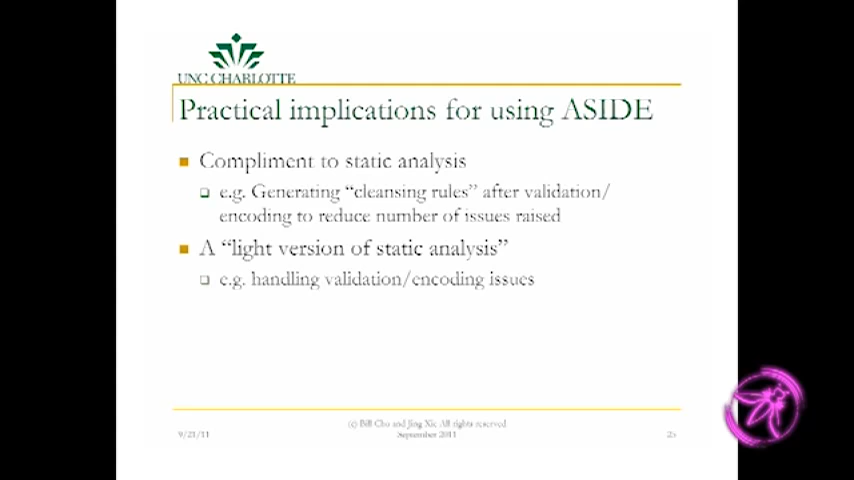 UNC CHARLOTTE
Practical implications for using ASIDE
Compliment to static analysis
e.g. Generating “cleansing rules” after validation/
encoding to reduce number of issues raised
A “light version of static analysis”
e.g. handling validation/encoding issues
(c) Bill Chu and Jing Xie All rights reserved
9/21/11
September 2011
25